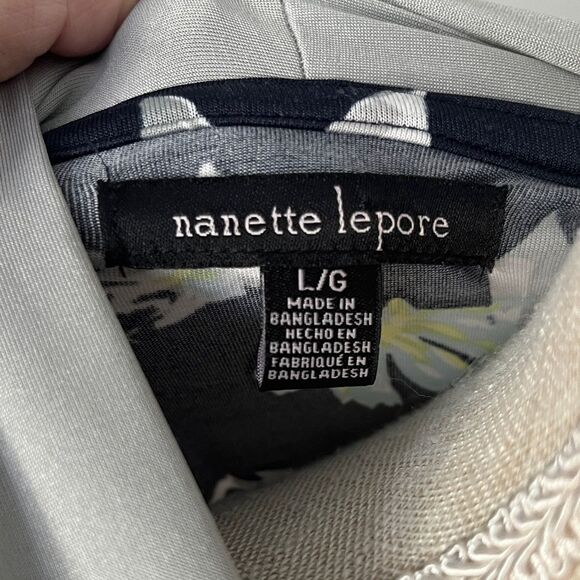 nanette lepore
L/G
MADE IN
BANGLADESH
HECHO EN
BANGLADESH
FABRIQUÉ EN
BANGLADESH